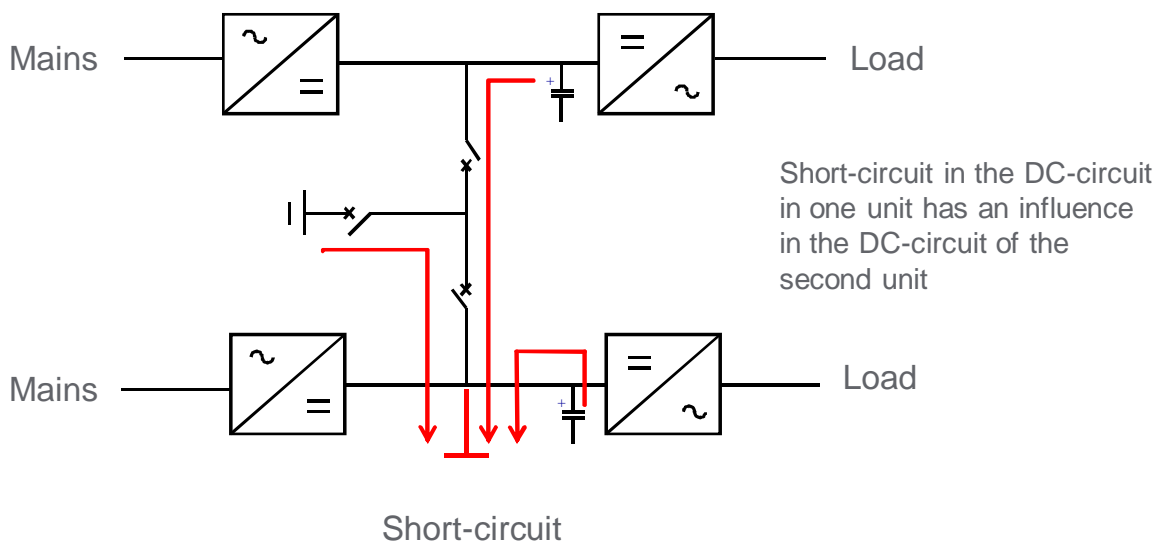 Mains
Load
Short-circuit in the DC-circuit
in one unit has an influence
in the DC-circuit of the
second unit
Mains
Load
+
+
Short-circuit